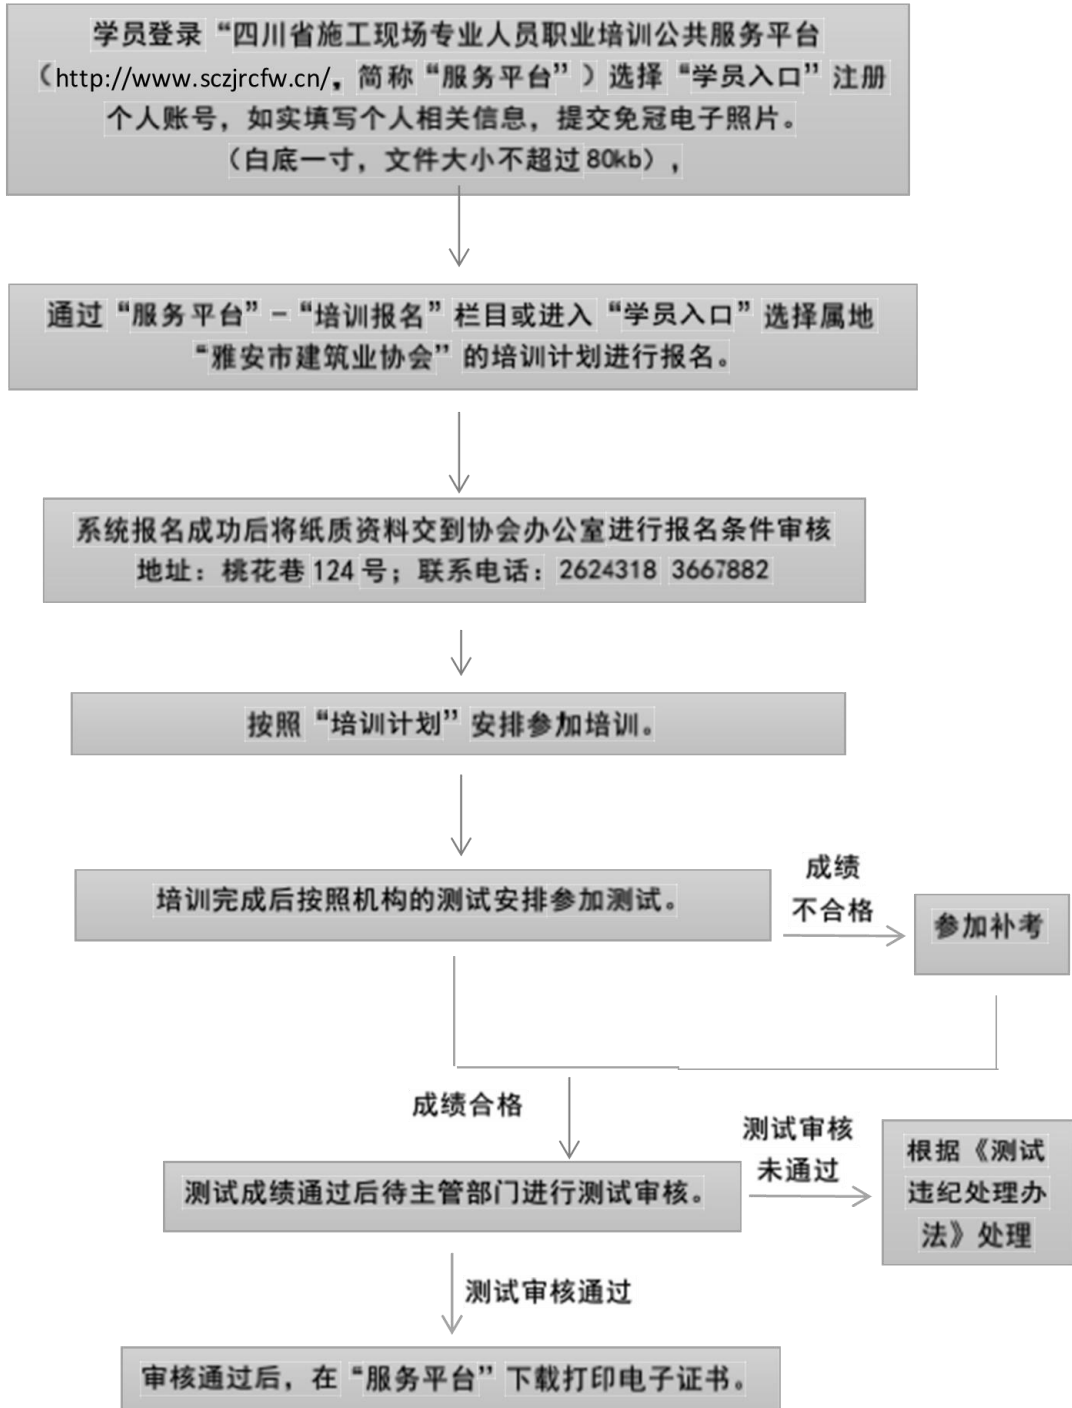 学员登录“四川省施工现场专业人员职业培训公共服务平台
（http://www.sczjrcfw.cn/，简称“服务平台”）选择“学员入口”注册
个人账号，如实填写个人相关信息，提交免冠电子照片。
（白底一寸，文件大小不超过80kb），
通过“服务平台”-“培训报名”栏目或进入“学员入口”选择属地
“雅安市建筑业协会”的培训计划进行报名。
系统报名成功后将纸质资料交到协会办公室进行报名条件审核
地址：桃花巷124号；联系电话：2624318 3667882
按照“培训计划”安排参加培训。
培训完成后按照机构的测试安排参加测试。
成绩
不合格
参加补考
成绩合格
测试成绩通过后待主管部门进行测试审核。
测试审核
未通过
根据《测试
违纪处理办
法》处理
测试审核通过
审核通过后，在“服务平台”下载打印电子证书。